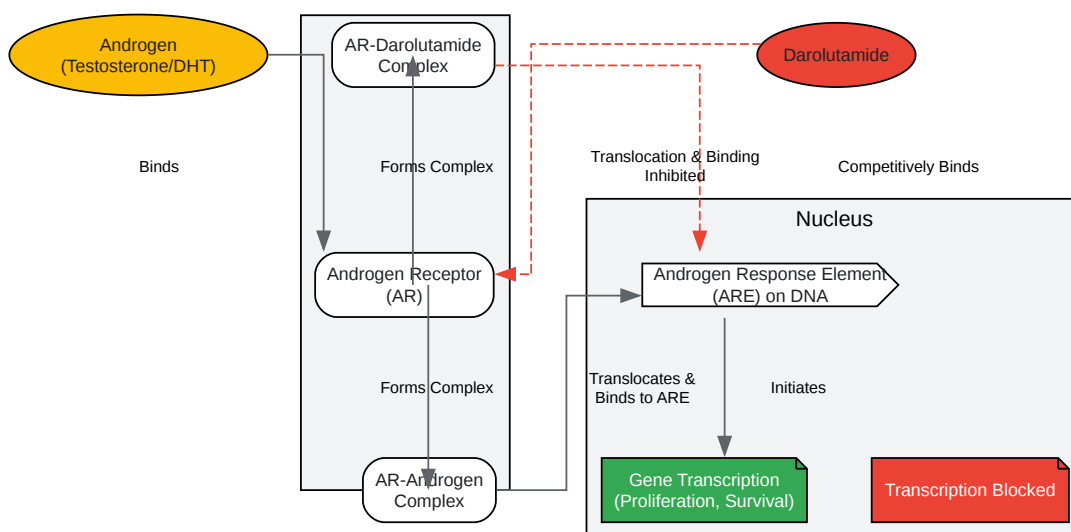 Androgen
(Testosterone/DHT)
AR-Darolutamide
Complex
Darolutamide
Binds
Forms Complex
Translocation & Binding
Inhibited
Competitively Binds
Nucleus
Androgen Receptor
(AR)
Androgen Response Element
(ARE) on DNA
Forms Complex
Translocates &
Binds to ARE
Initiates
AR-Androgen
Complex
Gene Transcription
(Proliferation, Survival)
Transcription Blocked